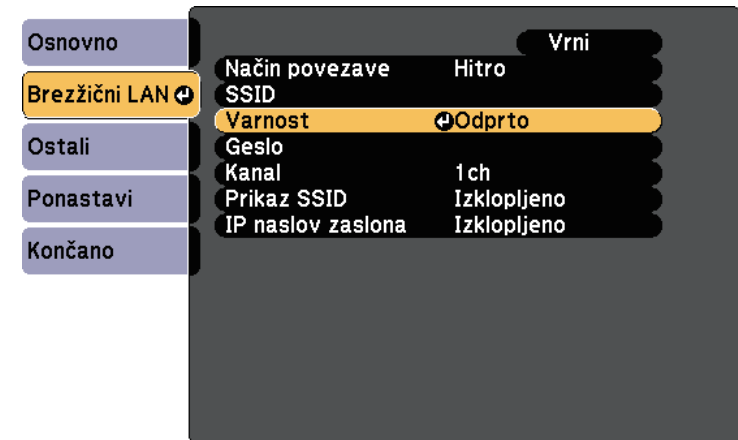 Osnovno
Brezžični LAN
Ostali
Ponastavi
Končano
Vrni
Način povezave Hitro
SSID
Varnost Odprto
Geslo
Kanal 1ch
Prikaz SSID Izklopljeno
IP naslov zaslona Izklopljeno